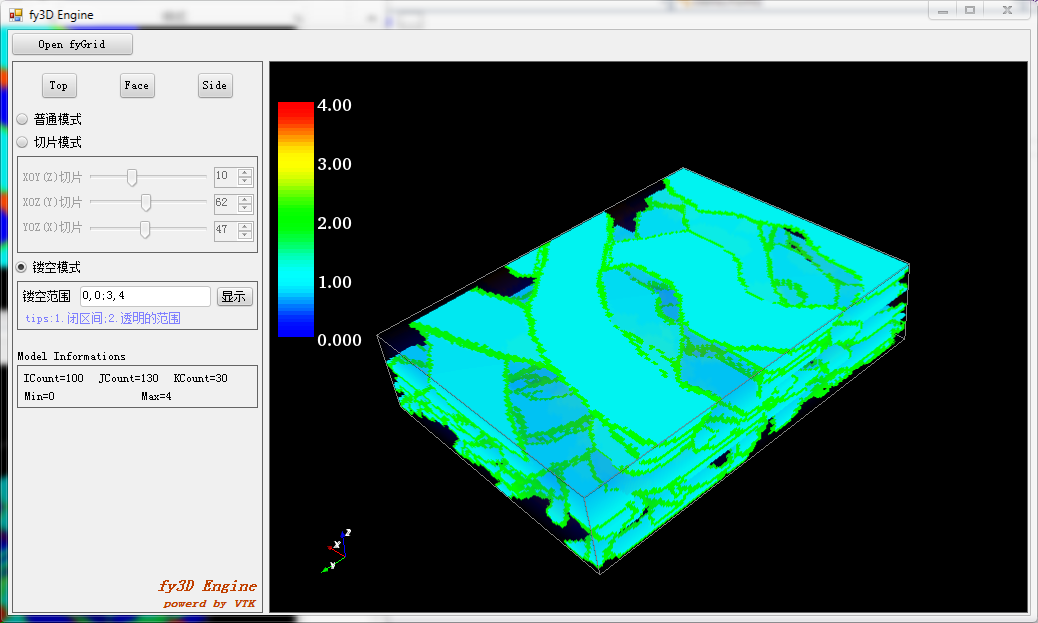 fy3D Engine
Open fyGrid
Top Face Side
普通模式
切片模式
XOY(Z)切片 10
XOZ(Y)切片 62
YOZ(X)切片 47
镂空模式
镂空范围 0,0;3,4 显示
tips:1.闭区间;2.透明的范围
Model Informations
ICount=100 JCount=130 KCount=30
Min=0 Max=4
fy3D Engine
powerd by VTK
4.00
3.00
2.00
1.00
0.000
Z
X
Y